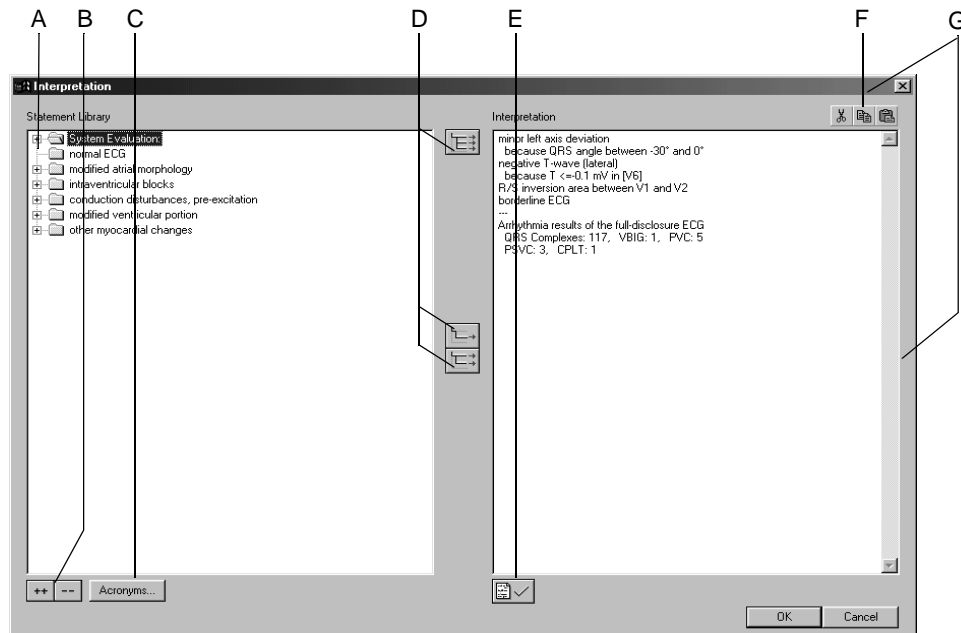 A B C D E F G
Interpretation
Statement Library
Interpretation
System Evaluation:
normal ECG
modified atrial morphology
intraventricular blocks
conduction disturbances, pre-excitation
modified ventricular portion
other myocardial changes
minor left axis deviation
because QRS angle between -30° and 0°
negative T-wave (lateral)
because T <=-0.1 mV in [V6]
R/S inversion area between V1 and V2
borderline ECG
---
Arrhythmia results of the full-disclosure ECG
QRS Complexes: 117, VBIG: 1, PVC: 5
PSVC: 3, CPLT: 1
++ -- Acronyms...
OK Cancel